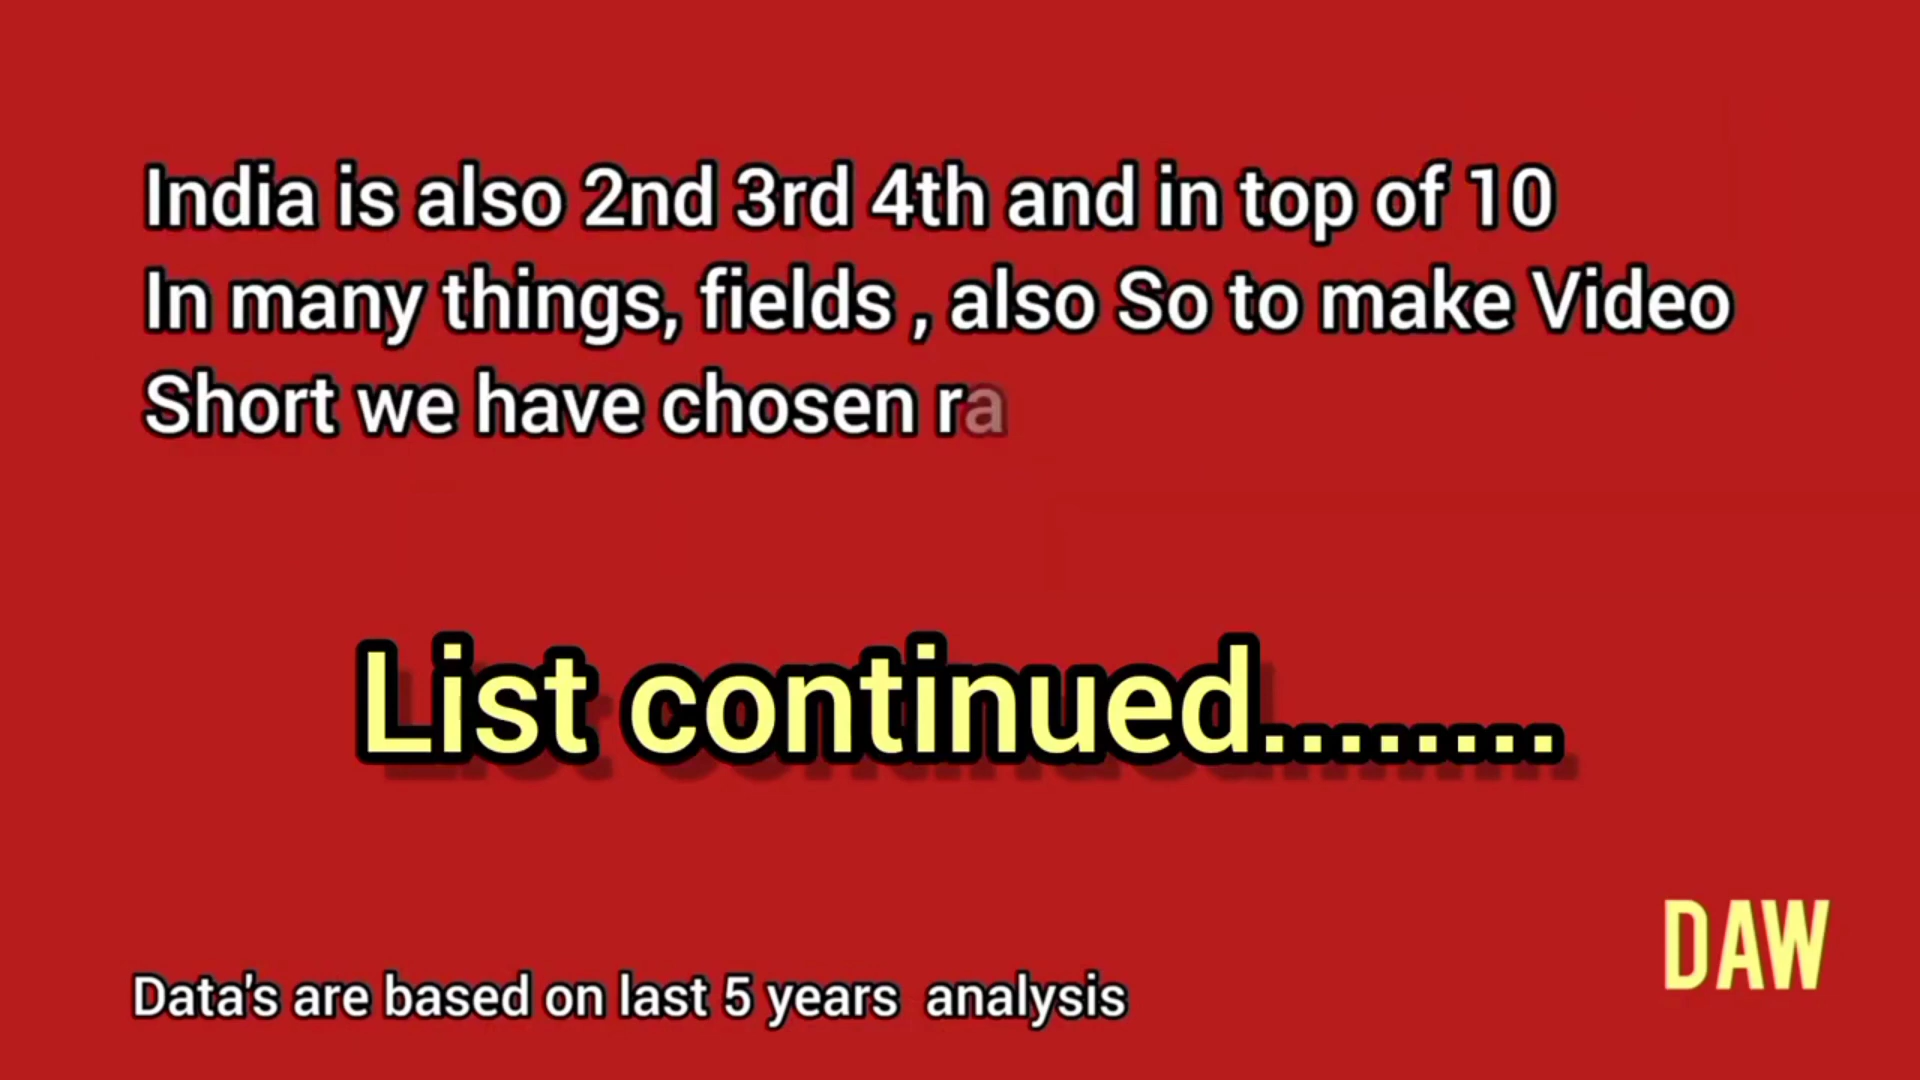 India is also 2nd 3rd 4th and in top of 10
In many things, fields , also So to make Video
Short we have chosen ra
List continued........
DAW
Data's are based on last 5 years  analysis